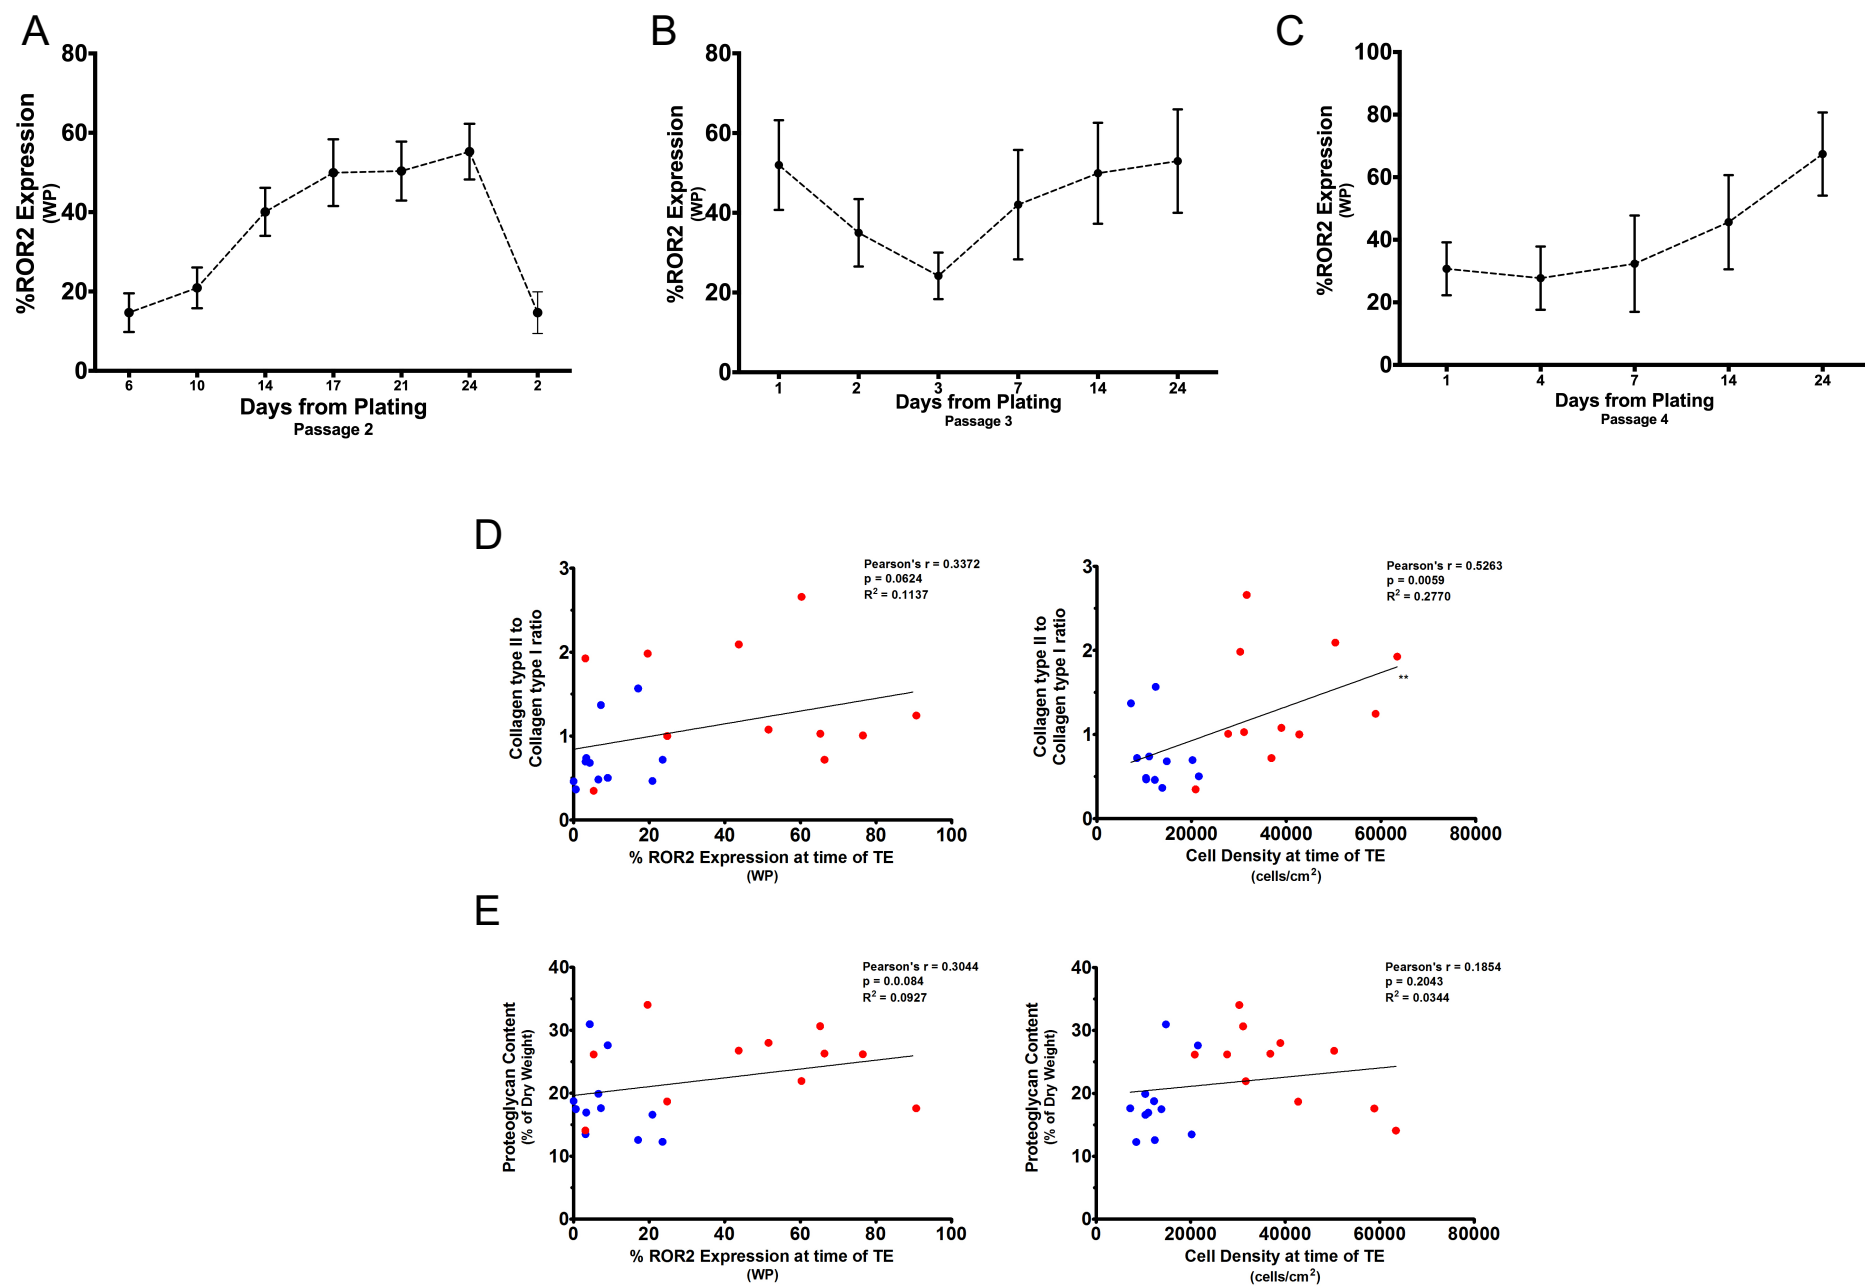 A
80
60
40
20
0
%ROR2 Expression
(WP)
6 10 14 17 21 24 2
Days from Plating
Passage 2
B
80
60
40
20
0
%ROR2 Expression
(WP)
1 2 3 7 14 24
Days from Plating
Passage 3
C
100
80
60
40
20
0
%ROR2 Expression
(WP)
1 4 7 14 24
Days from Plating
Passage 4
D
3
2
1
0
Collagen type II to
Collagen type I ratio
Pearson's r = 0.3372
p = 0.0624
R² = 0.1137
0 20 40 60 80 100
% ROR2 Expression at time of TE
(WP)
3
2
1
0
Collagen type II to
Collagen type I ratio
Pearson's r = 0.5263
p = 0.0059
R² = 0.2770
**
0 20000 40000 60000 80000
Cell Density at time of TE
(cells/cm²)
E
40
30
20
10
0
Proteoglycan Content
(% of Dry Weight)
Pearson's r = 0.3044
p = 0.0.084
R² = 0.0927
0 20 40 60 80 100
% ROR2 Expression at time of TE
(WP)
40
30
20
10
0
Proteoglycan Content
(% of Dry Weight)
Pearson's r = 0.1854
p = 0.2043
R² = 0.0344
0 20000 40000 60000 80000
Cell Density at time of TE
(cells/cm²)